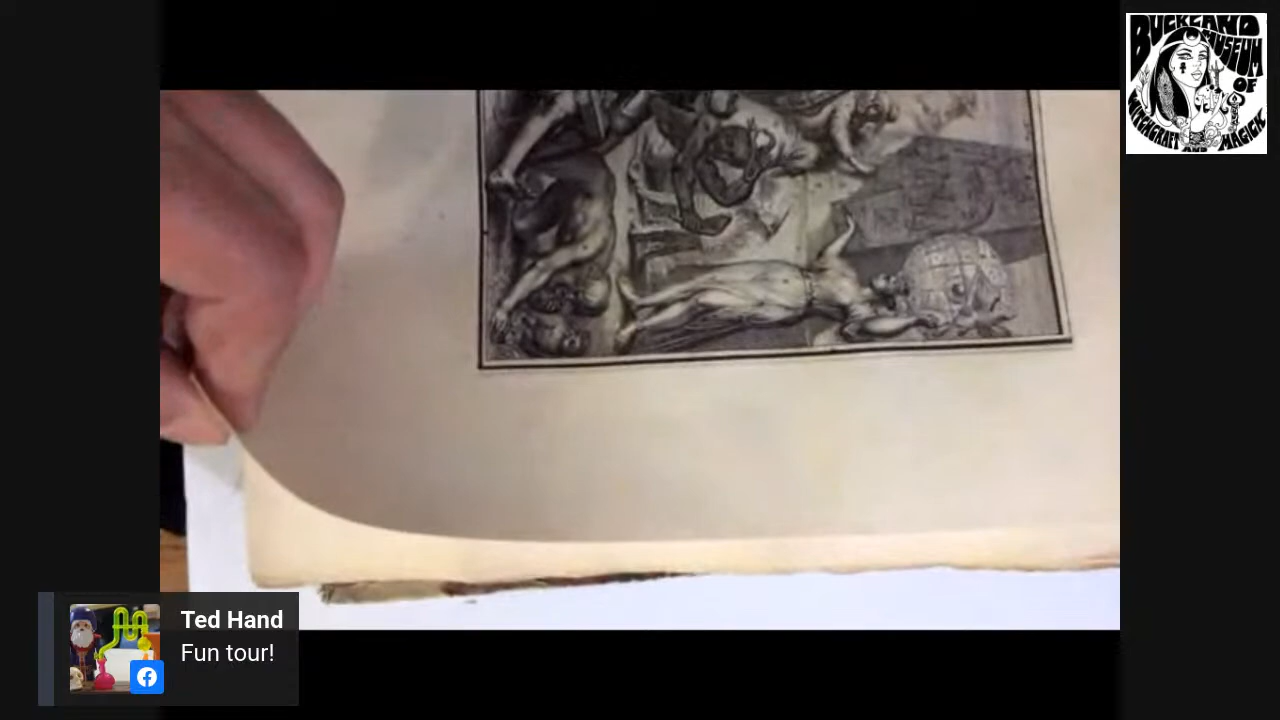 BUCKLAND
MUSEUM
OF
WITCHCRAFT
AND
MAGICK
Ted Hand
Fun tour!